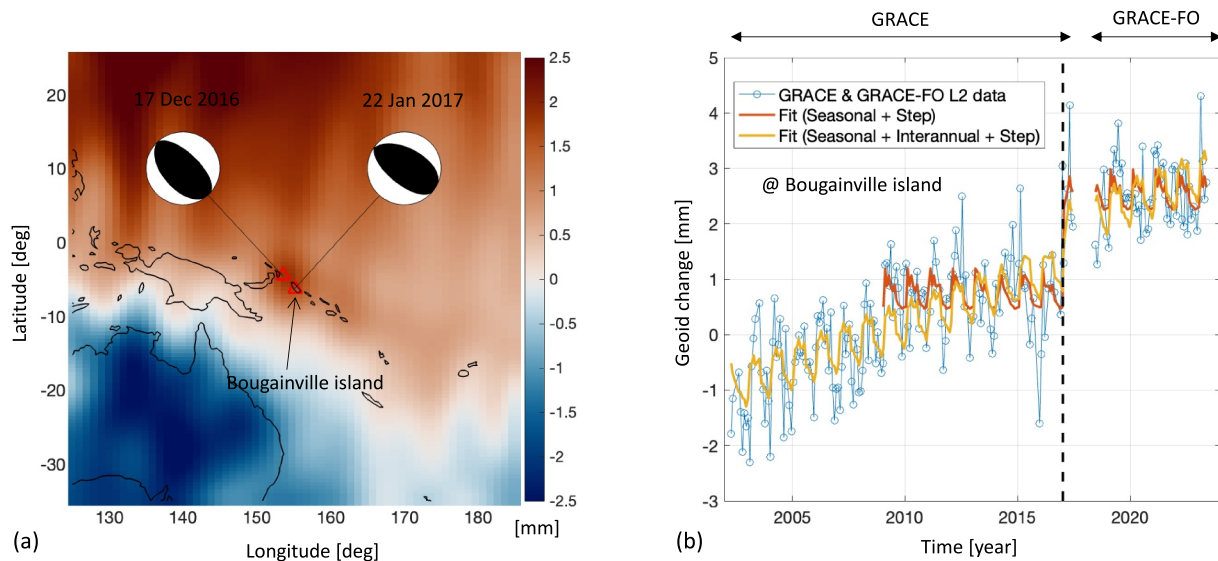 17 Dec 2016
22 Jan 2017
Bougainville island
20
10
0
-10
-20
-30
Latitude [deg]
130
140
150
160
170
180
Longitude [deg]
2.5
2
1.5
1
0.5
0
-0.5
-1
-1.5
-2
-2.5
[mm]
(a)
GRACE
GRACE-FO
GRACE & GRACE-FO L2 data
Fit (Seasonal + Step)
Fit (Seasonal + Interannual + Step)
@ Bougainville island
5
4
3
2
1
0
-1
-2
-3
Geoid change [mm]
2005
2010
2015
2020
Time [year]
(b)